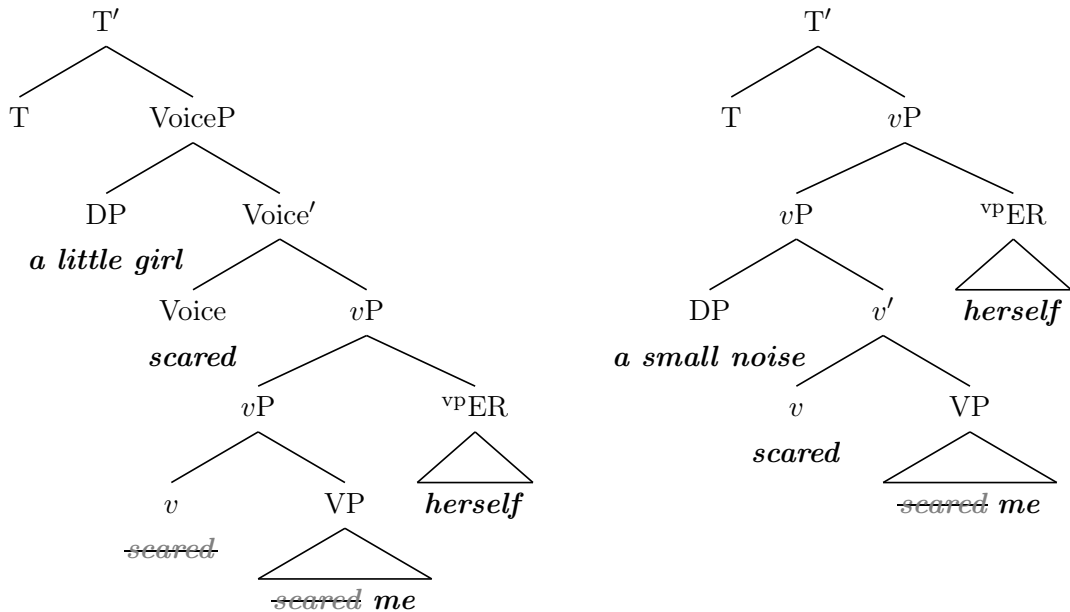 T′ T′
T VoiceP T vP
DP Voice′ vP vpER
a little girl
Voice vP DP v′ herself
scared a small noise
vP vpER v VP
scared
v VP herself scared me
scared
scared me